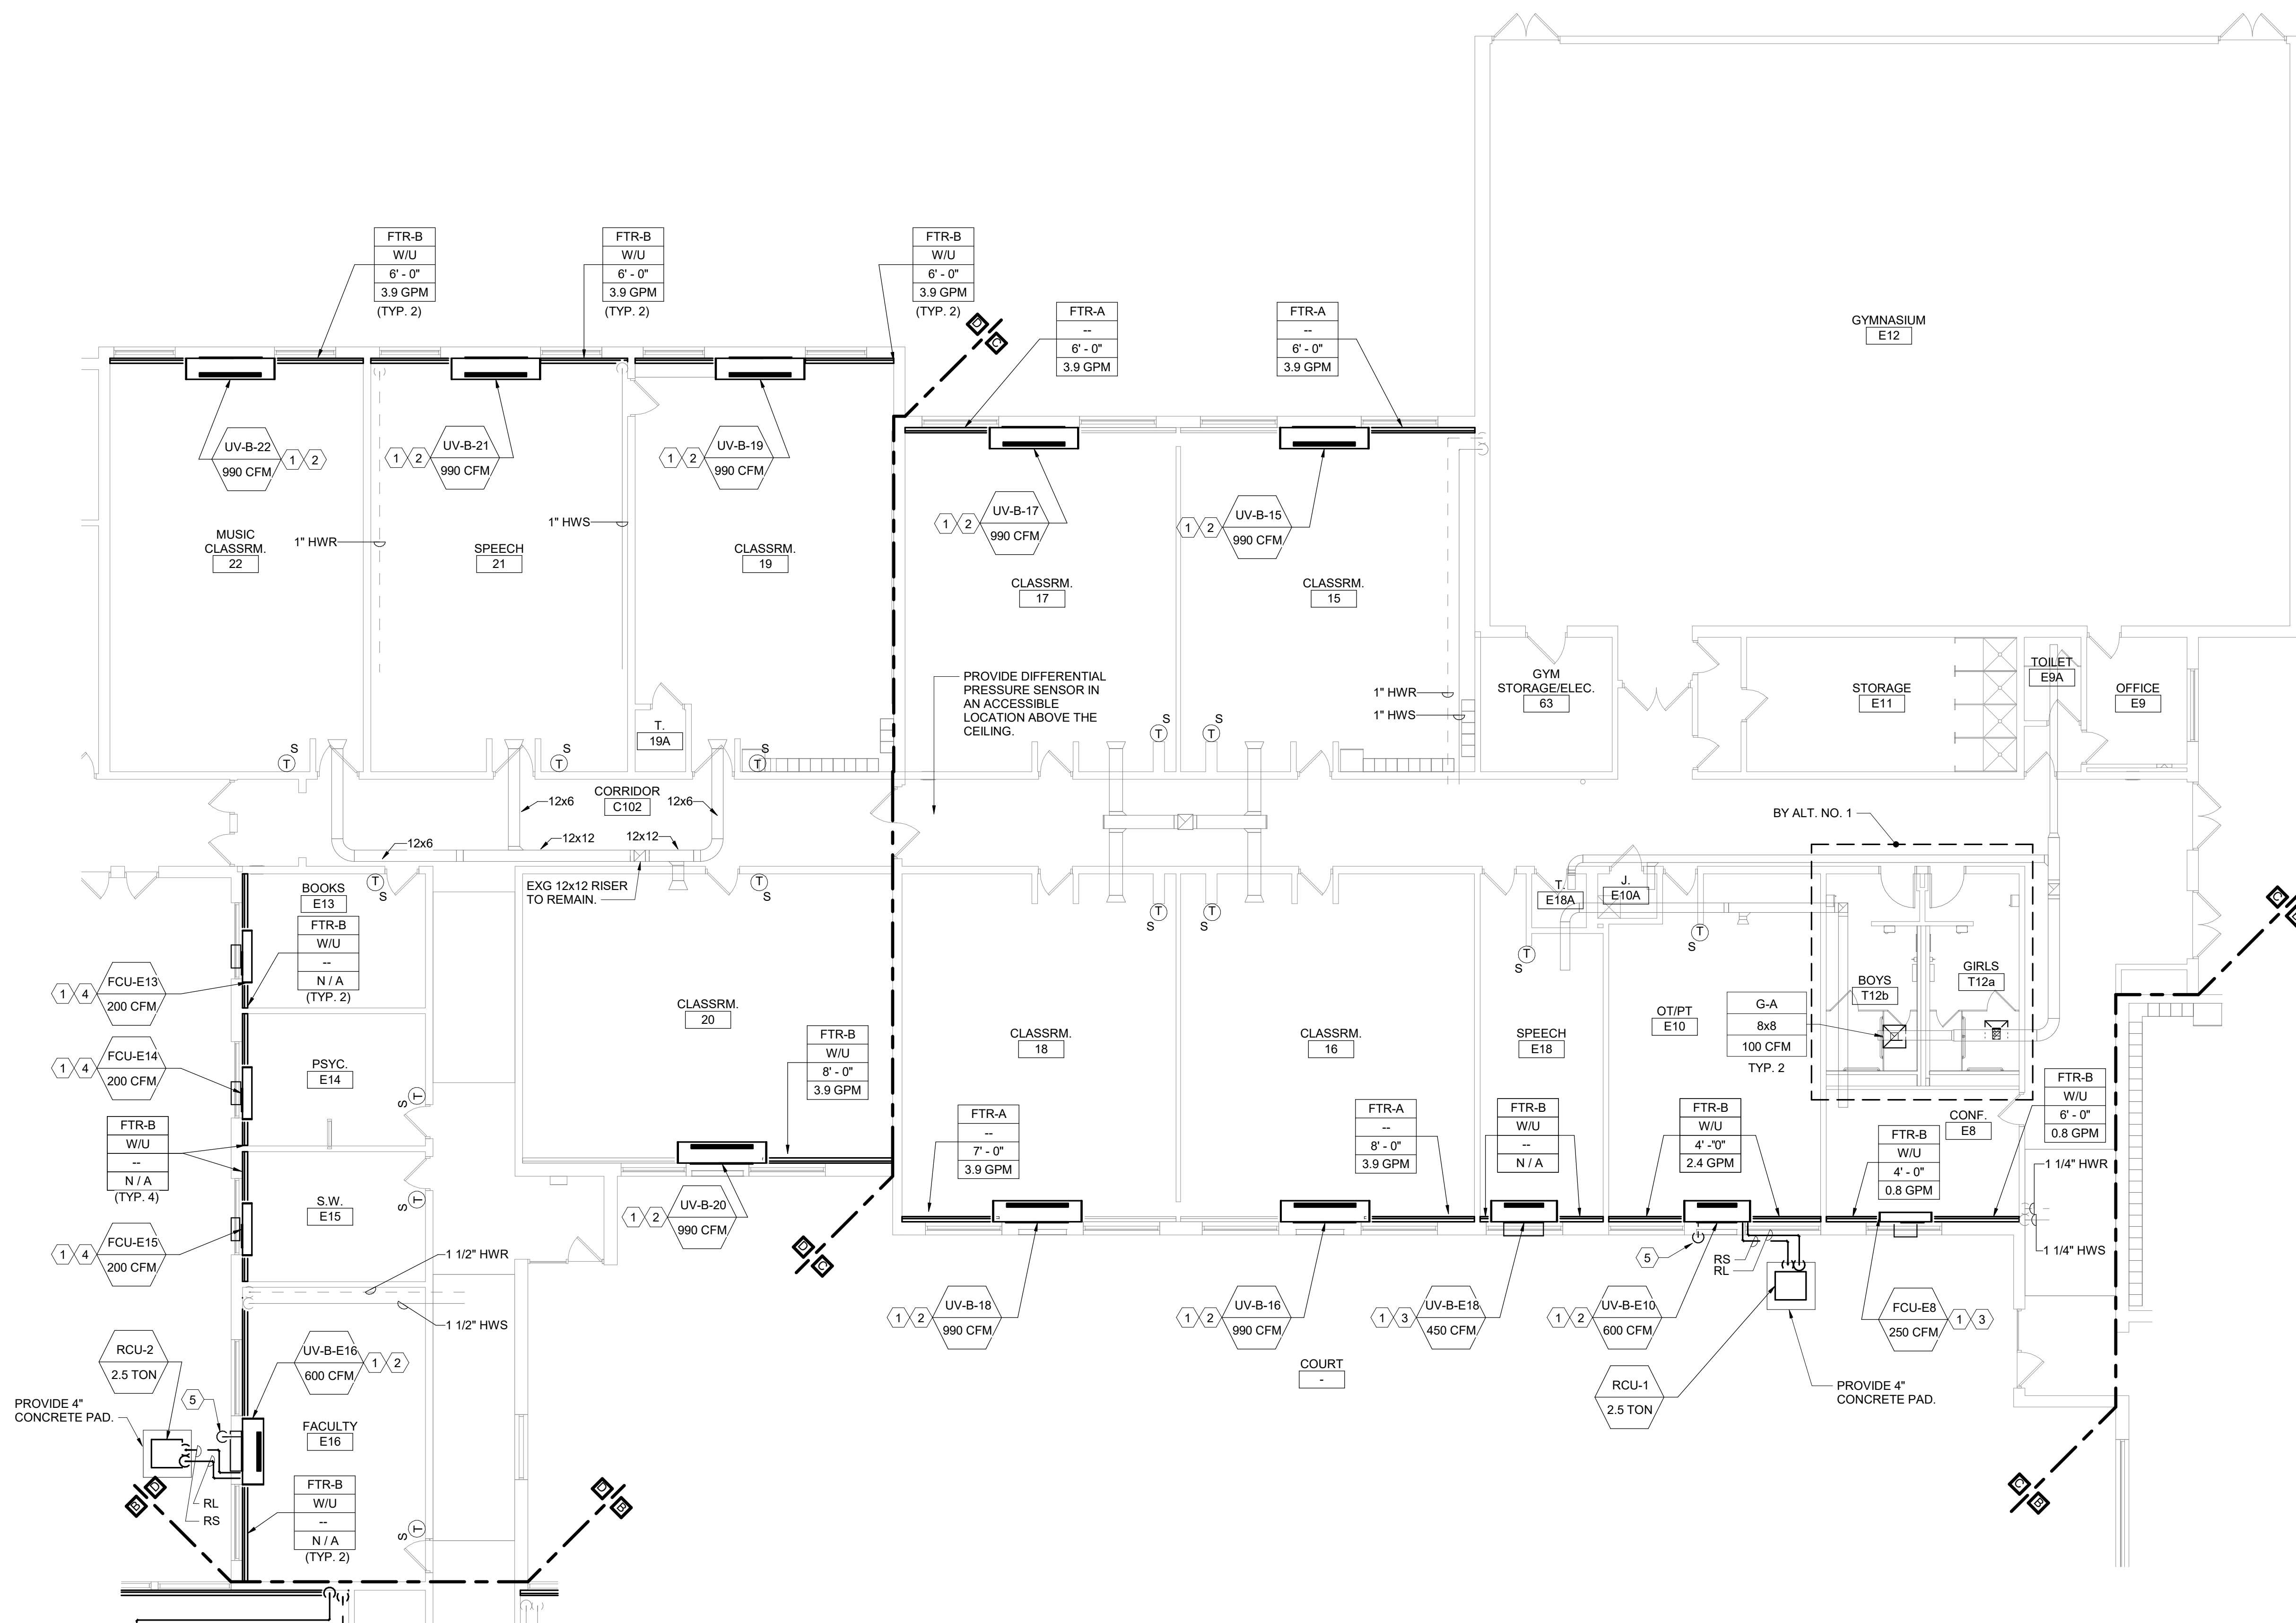 FTR-B
W/U
6' - 0"
3.9 GPM
(TYP. 2)
FTR-B
W/U
6' - 0"
3.9 GPM
(TYP. 2)
FTR-B
W/U
6' - 0"
3.9 GPM
(TYP. 2)
D
C
FTR-A
--
6' - 0"
3.9 GPM
FTR-A
--
6' - 0"
3.9 GPM
GYMNASIUM
E12
UV-B-22
990 CFM
1
2
1
2
UV-B-21
990 CFM
1
2
UV-B-19
990 CFM
1
2
UV-B-17
990 CFM
1
2
UV-B-15
990 CFM
MUSIC
CLASSRM.
22
1" HWR
SPEECH
21
1" HWS
CLASSRM.
19
CLASSRM.
17
CLASSRM.
15
T.
19A
PROVIDE DIFFERENTIAL
PRESSURE SENSOR IN
AN ACCESSIBLE
LOCATION ABOVE THE
CEILING.
1" HWR
1" HWS
GYM
STORAGE/ELEC.
63
STORAGE
E11
TOILET
E9A
OFFICE
E9
S
T
S
T
S
T
S
T
S
T
CORRIDOR
C102
12x6
12x6
12x6
12x12
12x12
EXG 12x12 RISER
TO REMAIN.
BY ALT. NO. 1
BOOKS
E13
T
S
T
S
T
S
T
S
T
S
T
S
T.
E18A
J.
E10A
FTR-B
W/U
--
N / A
(TYP. 2)
1
4
FCU-E13
200 CFM
CLASSRM.
20
CLASSRM.
18
CLASSRM.
16
SPEECH
E18
OT/PT
E10
G-A
8x8
100 CFM
TYP. 2
BOYS
T12b
GIRLS
T12a
C
1
4
FCU-E14
200 CFM
PSYC.
E14
S
T
FTR-B
W/U
8' - 0"
3.9 GPM
FTR-B
W/U
--
N / A
(TYP. 4)
FTR-A
--
7' - 0"
3.9 GPM
FTR-A
--
8' - 0"
3.9 GPM
FTR-B
W/U
--
N / A
FTR-B
W/U
4' -"0"
2.4 GPM
FTR-B
W/U
4' - 0"
0.8 GPM
CONF.
E8
FTR-B
W/U
6' - 0"
0.8 GPM
S.W.
E15
S
T
1 1/4" HWR
1 1/4" HWS
1
4
FCU-E15
200 CFM
1
2
UV-B-20
990 CFM
D
C
1 1/2" HWR
1 1/2" HWS
5
RS
RL
1
2
UV-B-18
990 CFM
1
2
UV-B-16
990 CFM
1
3
UV-B-E18
450 CFM
1
2
UV-B-E10
600 CFM
FCU-E8
250 CFM
1
3
RCU-2
2.5 TON
UV-B-E16
600 CFM
1
2
COURT
-
RCU-1
2.5 TON
PROVIDE 4"
CONCRETE PAD.
PROVIDE 4"
CONCRETE PAD.
5
FACULTY
E16
FTR-B
W/U
--
N / A
(TYP. 2)
RL
RS
S
T
B
D
D
B
C
B